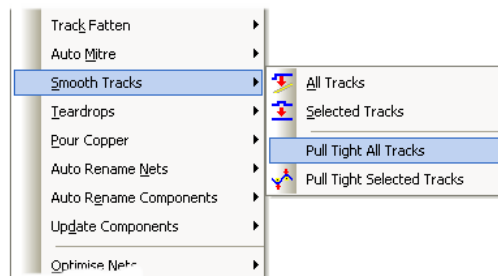 Track Fatten
Auto Mitre
Smooth Tracks
Teardrops
Pour Copper
Auto Rename Nets
Auto Rename Components
Update Components
Optimise Nets
All Tracks
Selected Tracks
Pull Tight All Tracks
Pull Tight Selected Tracks